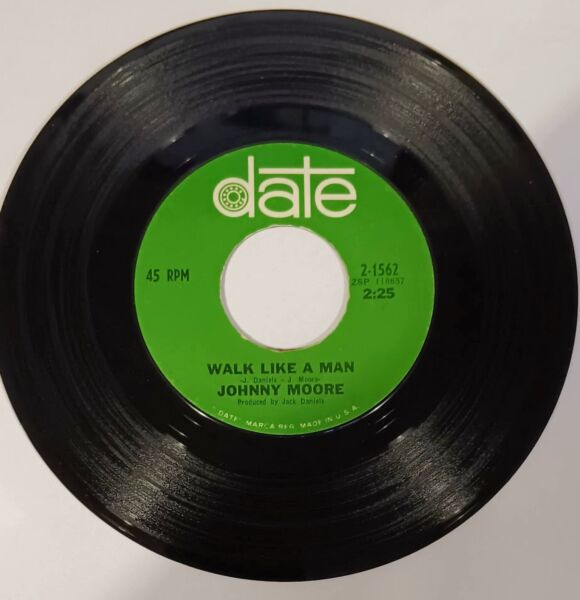 date
45 RPM
2-1562
ZSP 118657
2:25
WALK LIKE A MAN
-J. Daniels - J. Moore-
JOHNNY MOORE
Produced by Jack Daniels
"DATE" MARCA REG. MADE IN U.S.A.